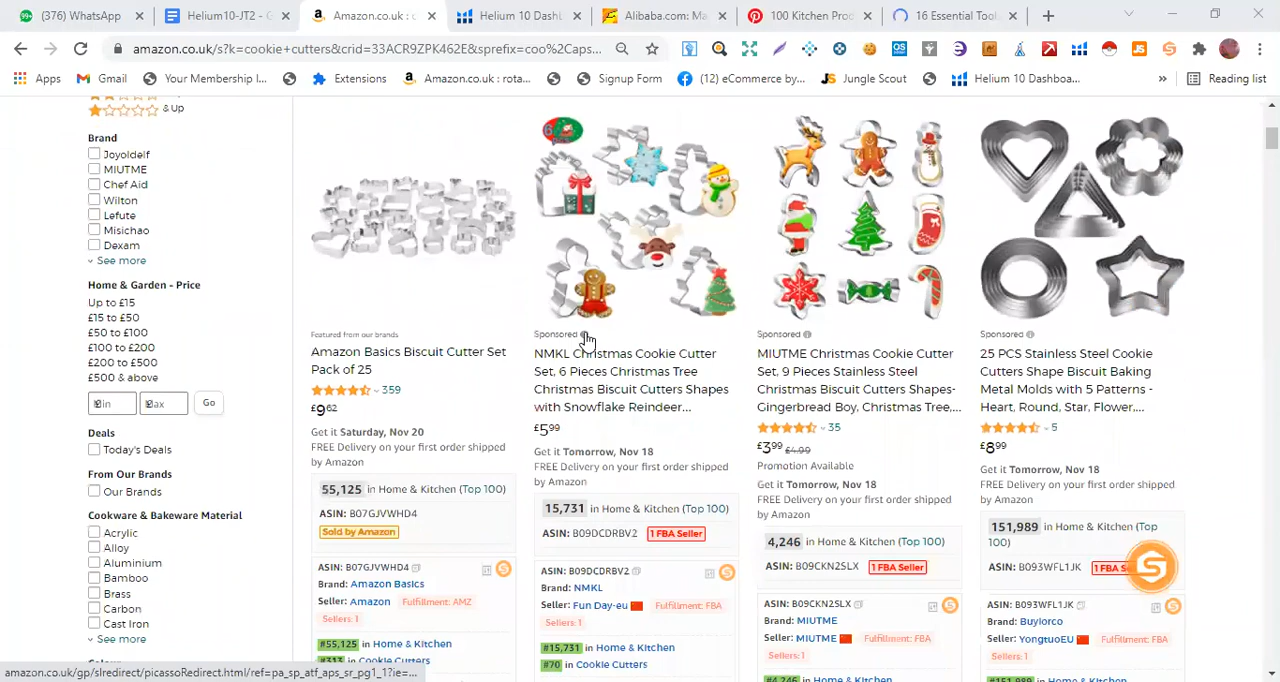 (376) WhatsApp
Helium10-JT2 - G
Amazon.co.uk : c
Helium 10 Dash
Alibaba.com: Ma
100 Kitchen Prod
16 Essential Tool
amazon.co.uk/s?k=cookie+cutters&crid=33ACR9ZPK462E&sprefix=coo%2Caps...
Apps
Gmail
Your Membership I...
Extensions
Amazon.co.uk : rota...
Signup Form
(12) eCommerce by...
Jungle Scout
Helium 10 Dashboa...
»
Reading list
& Up
Brand
Joyoldelf
MIUTME
Chef Aid
Wilton
Lefute
Misichao
Dexam
See more
Home & Garden - Price
Up to £15
£15 to £50
£50 to £100
£100 to £200
£200 to £500
£500 & above
Go
Deals
Today's Deals
From Our Brands
Our Brands
Cookware & Bakeware Material
Acrylic
Alloy
Aluminium
Bamboo
Brass
Carbon
Cast Iron
See more
Featured from our brands
Amazon Basics Biscuit Cutter Set
Pack of 25
359
£9.62
Get it Saturday, Nov 20
FREE Delivery on your first order shipped
by Amazon
55,125 in Home & Kitchen (Top 100)
ASIN: B07GJVWHD4
Sold by Amazon
ASIN: B07GJVWHD4
Brand: Amazon Basics
Seller: Amazon Fulfillment: AMZ
Sellers: 1
#55,125 in Home & Kitchen
#313 in Cookie Cutters
Sponsored
NMKL Christmas Cookie Cutter
Set, 6 Pieces Christmas Tree
Christmas Biscuit Cutters Shapes
with Snowflake Reindeer...
£5.99
Get it Tomorrow, Nov 18
FREE Delivery on your first order shipped
by Amazon
15,731 in Home & Kitchen (Top 100)
ASIN: B09DCDRBV2 1 FBA Seller
ASIN: B09DCDRBV2
Brand: NMKL
Seller: Fun Day-eu Fulfillment: FBA
Sellers: 1
#15,731 in Home & Kitchen
#70 in Cookie Cutters
Sponsored
MIUTME Christmas Cookie Cutter
Set, 9 Pieces Stainless Steel
Christmas Biscuit Cutters Shapes-
Gingerbread Boy, Christmas Tree,...
35
£3.99 £4.99
Promotion Available
Get it Tomorrow, Nov 18
FREE Delivery on your first order shipped
by Amazon
4,246 in Home & Kitchen (Top 100)
ASIN: B09CKN2SLX 1 FBA Seller
ASIN: B09CKN2SLX
Brand: MIUTME
Seller: MIUTME Fulfillment: FBA
Sellers: 1
#4,246 in Home & Kitchen
Sponsored
25 PCS Stainless Steel Cookie
Cutters Shape Biscuit Baking
Metal Molds with 5 Patterns -
Heart, Round, Star, Flower,...
5
£8.99
Get it Tomorrow, Nov 18
FREE Delivery on your first order shipped
by Amazon
151,989 in Home & Kitchen (Top
100)
ASIN: B093WFL1JK 1 FBA S
ASIN: B093WFL1JK
Brand: Buylorco
Seller: YongtuoEU Fulfillment: FBA
Sellers: 1
#151,989 in Home & Kitchen
amazon.co.uk/gp/slredirect/picassoRedirect.html/ref=pa_sp_atf_aps_sr_pg1_1?ie=...